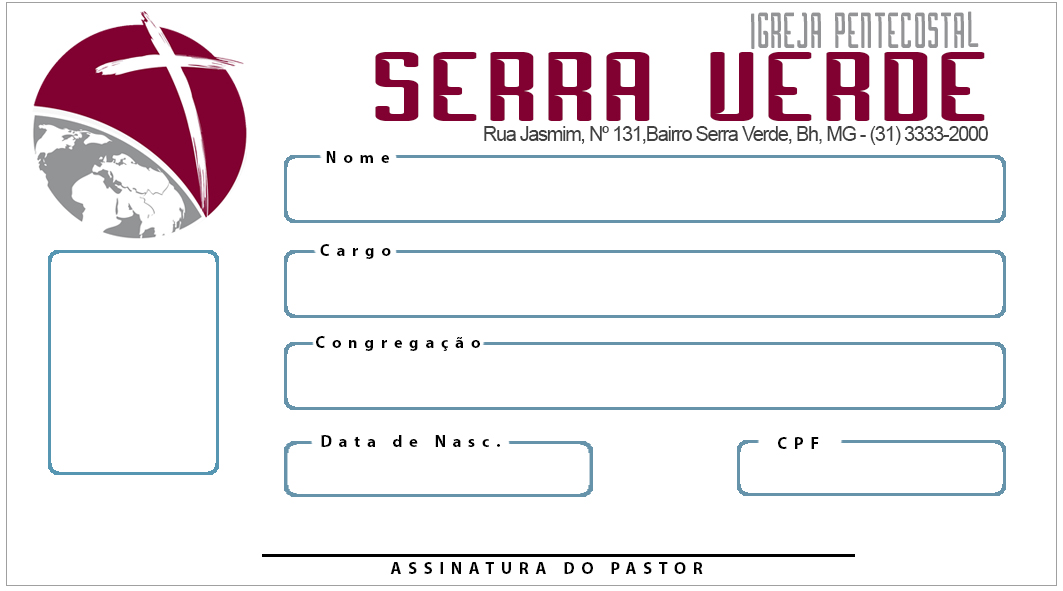 IGREJA PENTECOSTAL
SERRA VERDE
Rua Jasmim, Nº 131,Bairro Serra Verde, Bh, MG - (31) 3333-2000
Nome
Cargo
Congregação
Data de Nasc.
CPF
ASSINATURA DO PASTOR